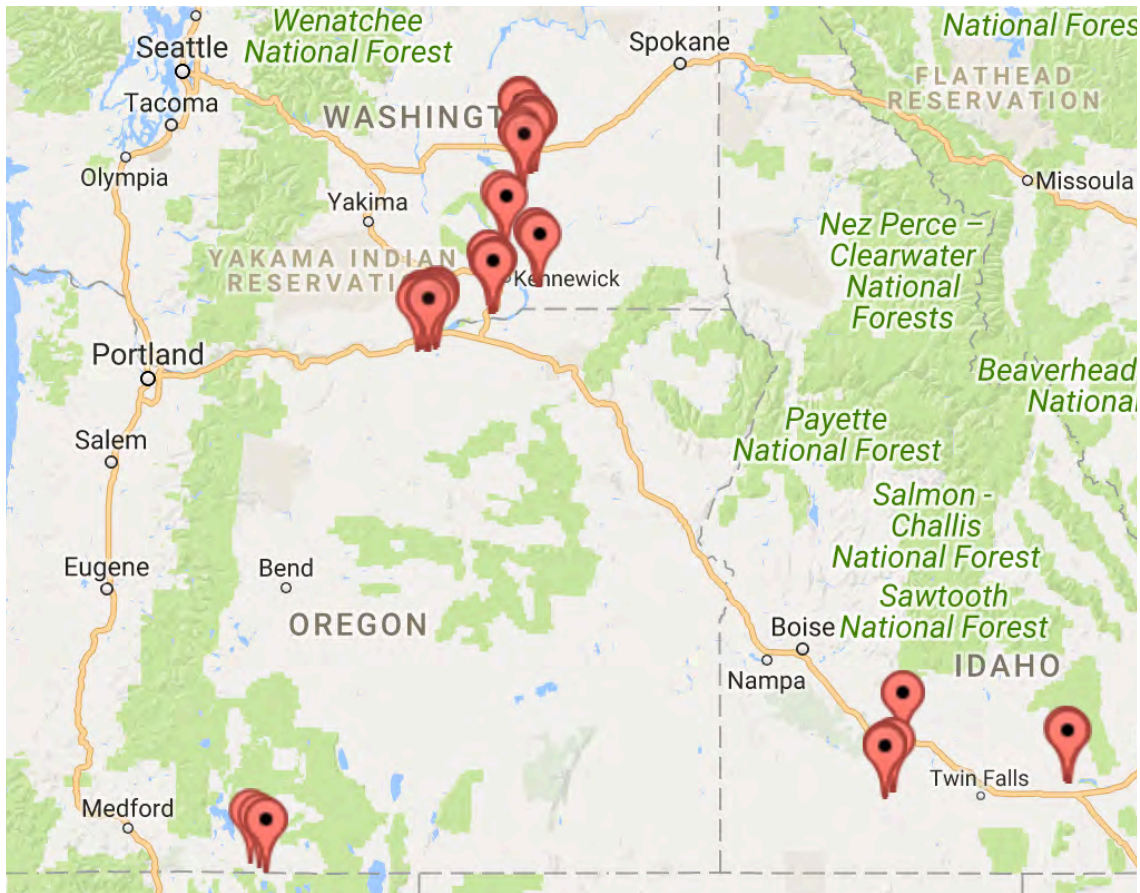 Wenatchee
National Forest
National Fores
Seattle
Spokane
FLATHEAD
RESERVATION
Tacoma
WASHINGT
Olympia
Missoula
Yakima
Nez Perce –
Clearwater
National
Forests
YAKAMA INDIAN
RESERVATI
Kennewick
Portland
Beaverhead
National
Payette
National Forest
Salem
Salmon -
Challis
National Forest
Eugene
Bend
Sawtooth
National Forest
OREGON
Boise
IDAHO
Nampa
Twin Falls
Medford